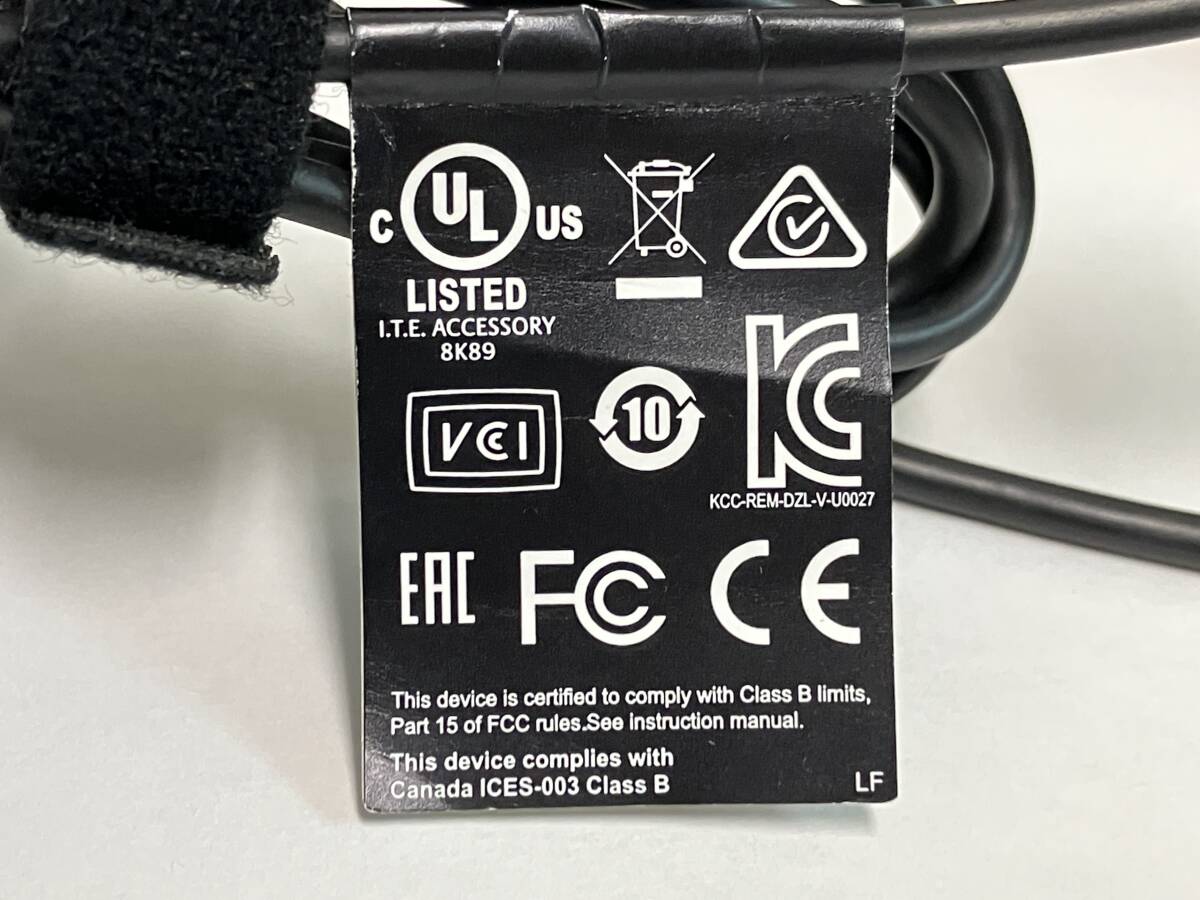 C UL US
LISTED
I.T.E. ACCESSORY
8K89
VCCI
10
KC
KCC-REM-DZL-V-U0027
EAC FC CE
This device is certified to comply with Class B limits,
Part 15 of FCC rules.See instruction manual.
This device complies with
Canada ICES-003 Class B
LF